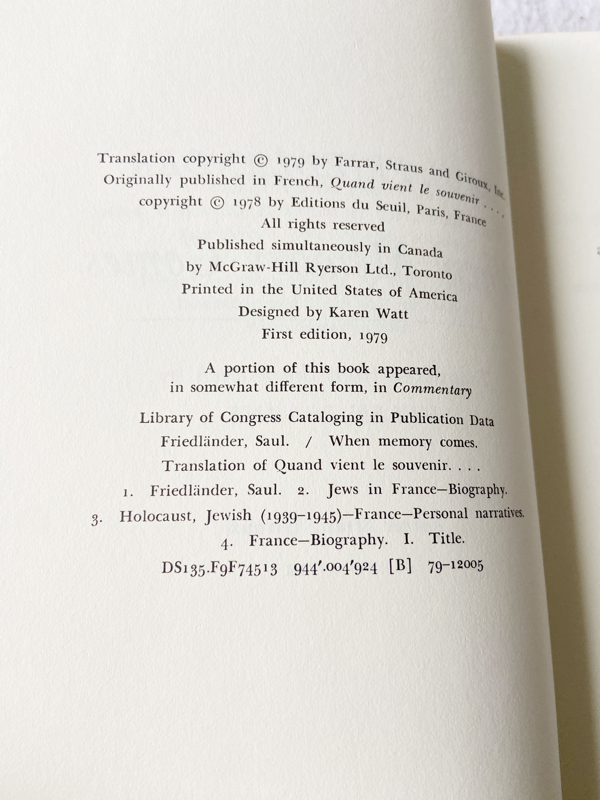 Translation copyright © 1979 by Farrar, Straus and Giroux, Inc.
Originally published in French, Quand vient le souvenir . . . .
copyright © 1978 by Editions du Seuil, Paris, France
All rights reserved
Published simultaneously in Canada
by McGraw-Hill Ryerson Ltd., Toronto
Printed in the United States of America
Designed by Karen Watt
First edition, 1979
A portion of this book appeared,
in somewhat different form, in Commentary
Library of Congress Cataloging in Publication Data
Friedländer, Saul. / When memory comes.
Translation of Quand vient le souvenir. . . .
1. Friedländer, Saul. 2. Jews in France—Biography.
3. Holocaust, Jewish (1939–1945)—France—Personal narratives.
4. France—Biography. I. Title.
DS135.F9F74513 944'.004'924 [B] 79-12005